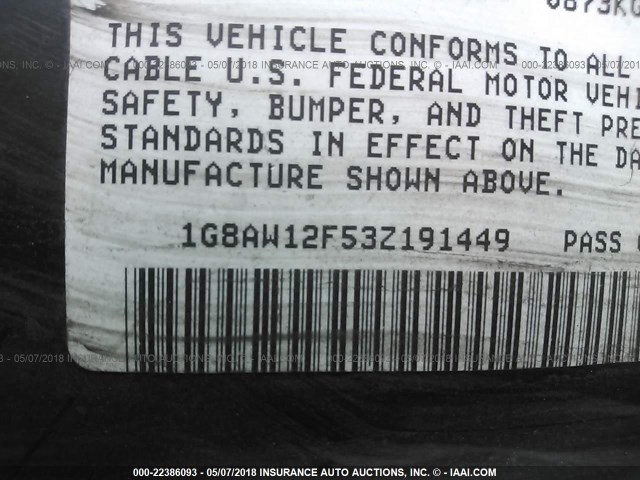 THIS VEHICLE CONFORMS TO ALL
CABLE U.S. FEDERAL MOTOR VEHI
SAFETY, BUMPER, AND THEFT PRE
STANDARDS IN EFFECT ON THE DA
MANUFACTURE SHOWN ABOVE.
1G8AW12F53Z191449 PASS
000-22386093 - 05/07/2018 INSURANCE AUTO AUCTIONS, INC. © - IAAI.COM